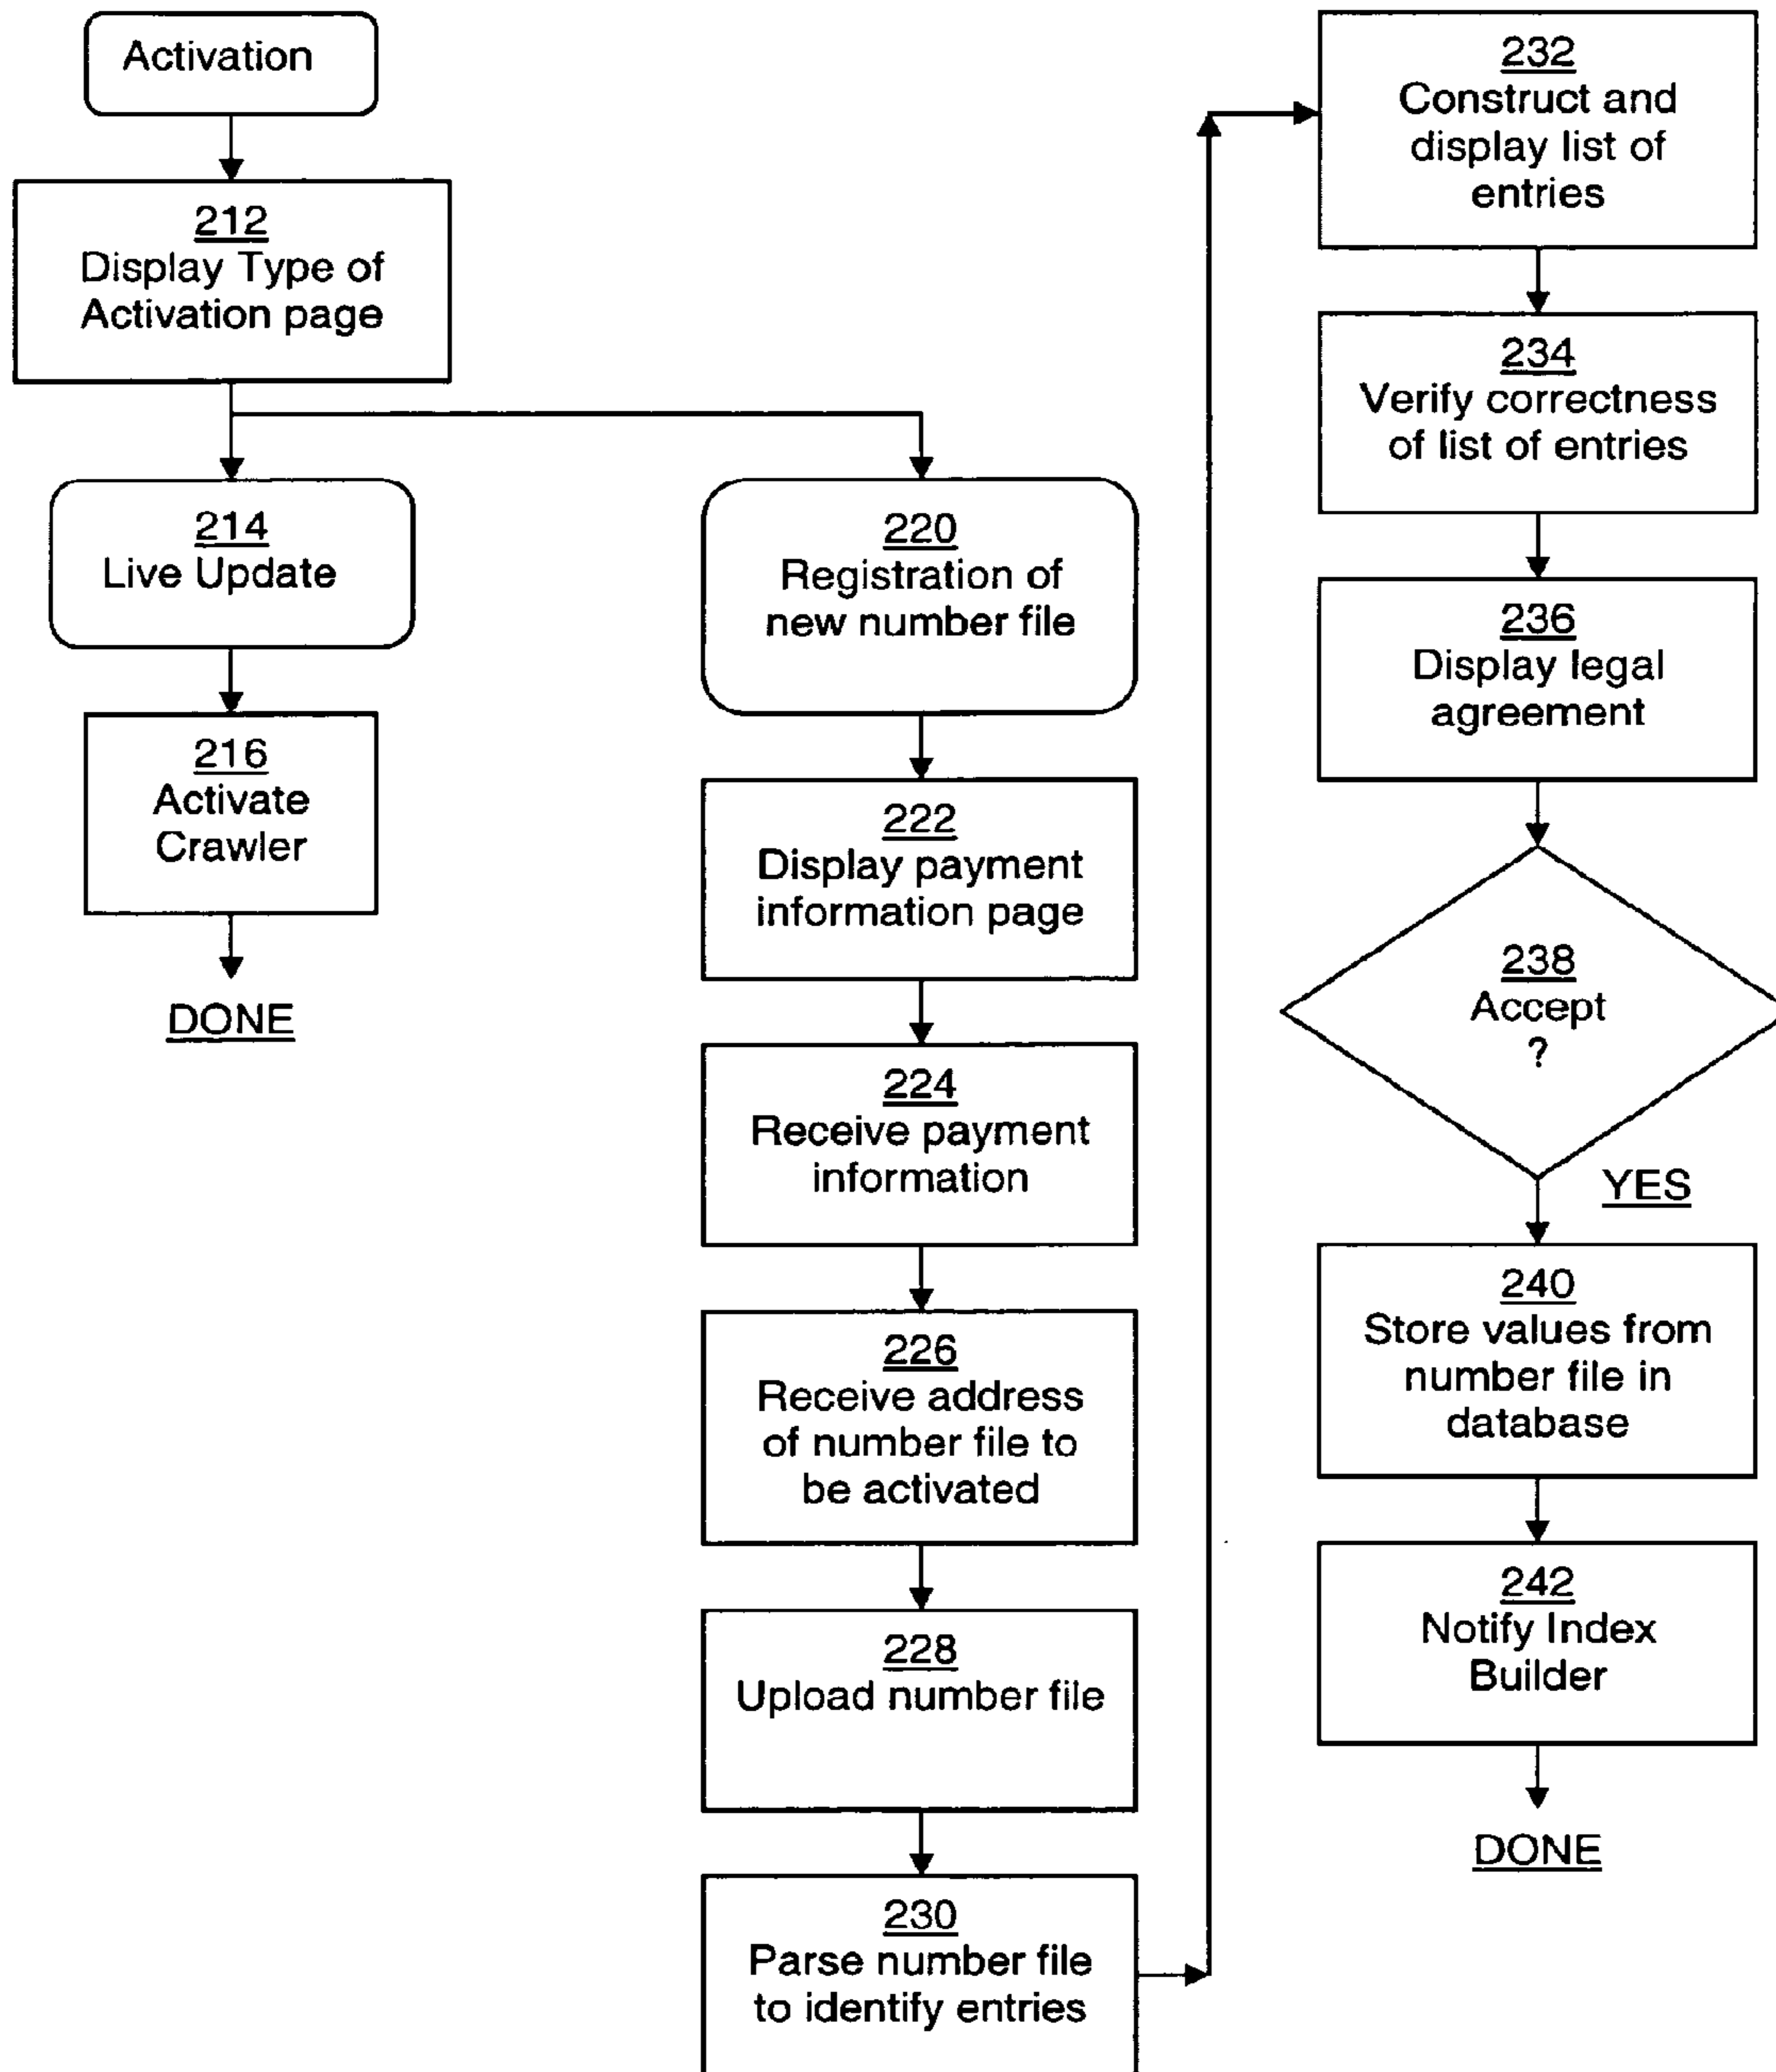 Activation
212
Display Type of
Activation page
214
Live Update
216
Activate
Crawler
DONE
220
Registration of
new number file
222
Display payment
information page
224
Receive payment
information
226
Receive address
of number file to
be activated
228
Upload number file
230
Parse number file
to identify entries
232
Construct and
display list of
entries
234
Verify correctness
of list of entries
236
Display legal
agreement
238
Accept
?
YES
240
Store values from
number file in
database
242
Notify Index
Builder
DONE